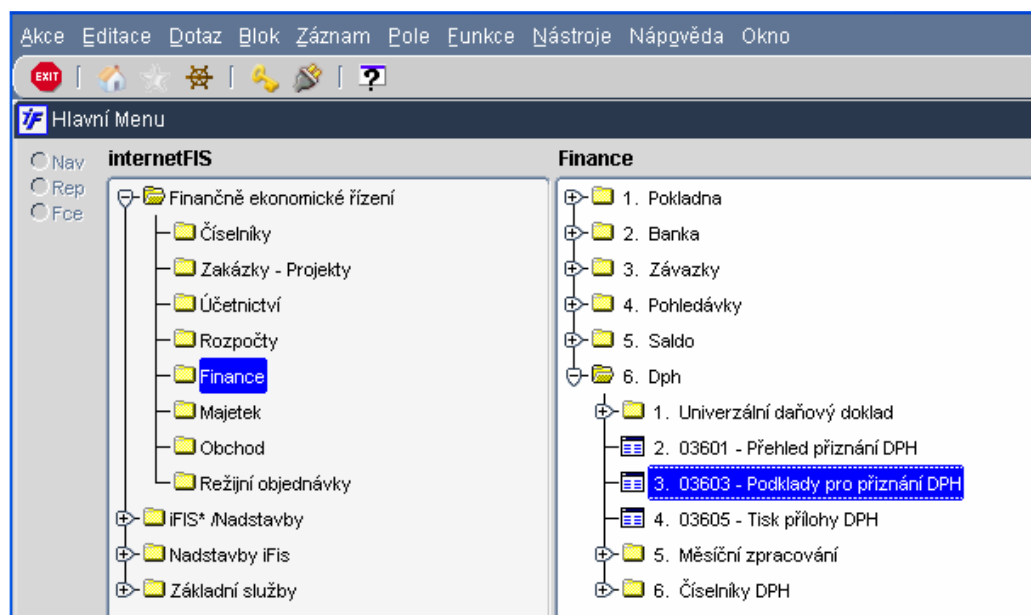 Akce Editace Dotaz Blok Záznam Pole Funkce Nástroje Nápověda Okno
EXIT
Hlavní Menu
Nav
Rep
Fce
internetFIS
Finančně ekonomické řízení
Číselníky
Zakázky - Projekty
Účetnictví
Rozpočty
Finance
Majetek
Obchod
Režijní objednávky
iFIS* /Nadstavby
Nadstavby iFis
Základní služby
Finance
1. Pokladna
2. Banka
3. Závazky
4. Pohledávky
5. Saldo
6. Dph
1. Univerzální daňový doklad
2. 03601 - Přehled přiznání DPH
3. 03603 - Podklady pro přiznání DPH
4. 03605 - Tisk přílohy DPH
5. Měsíční zpracování
6. Číselníky DPH